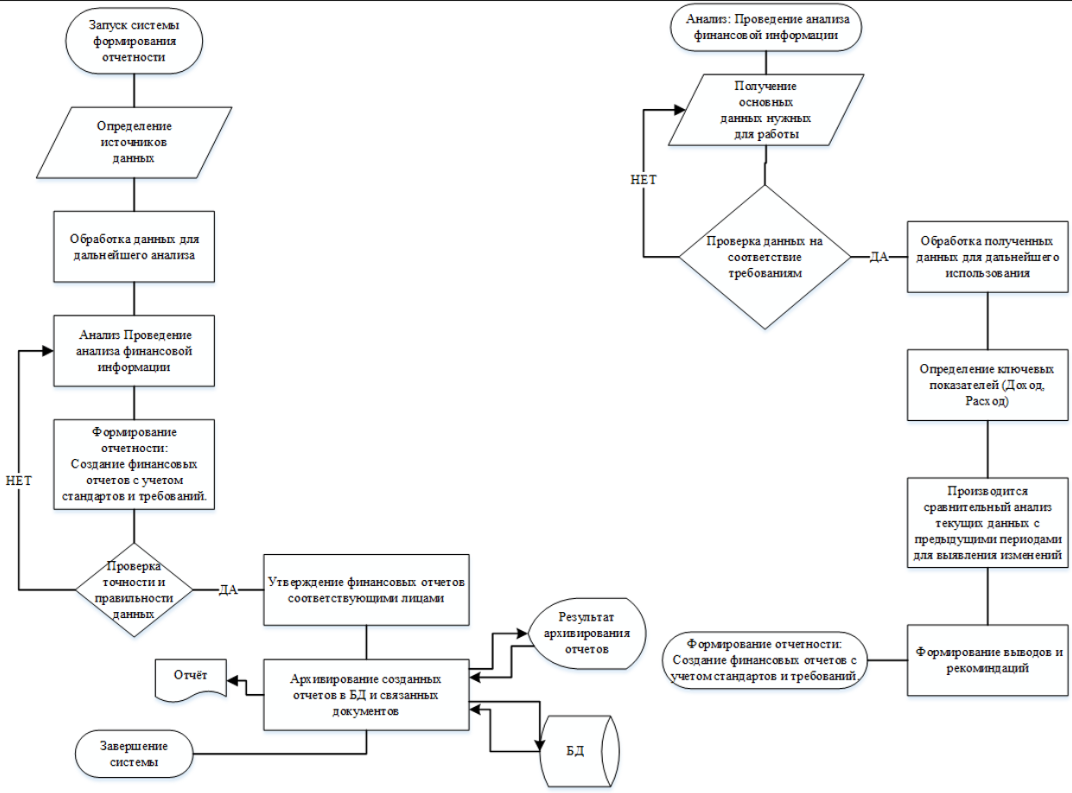 Запуск системы
формирования
отчетности
Определение
источников
данных
Обработка данных для
дальнейшего анализа
Анализ Проведение
анализа финансовой
информации
Формирование
отчетности:
Создание финансовых
отчетов с учетом
стандартов и требований.
НЕТ
Проверка
точности и
правильности
данных
ДА
Утверждение финансовых отчетов
соответствующими лицами
Результат
архивирования
отчетов
Отчёт
Архивирование созданных
отчетов в БД и связанных
документов
БД
Завершение
системы
Анализ: Проведение анализа
финансовой информации
Получение
основных
данных нужных
для работы
НЕТ
Проверка данных на
соответствие
требованиям
ДА
Обработка полученных
данных для дальнейшего
использования
Определение ключевых
показателей (Доход,
Расход)
Производится
сравнительный анализ
текущих данных с
предыдущими периодами
для выявления изменений
Формирование выводов и
рекоминдаций
Формирование отчетности:
Создание финансовых отчетов с
учетом стандартов и требований.